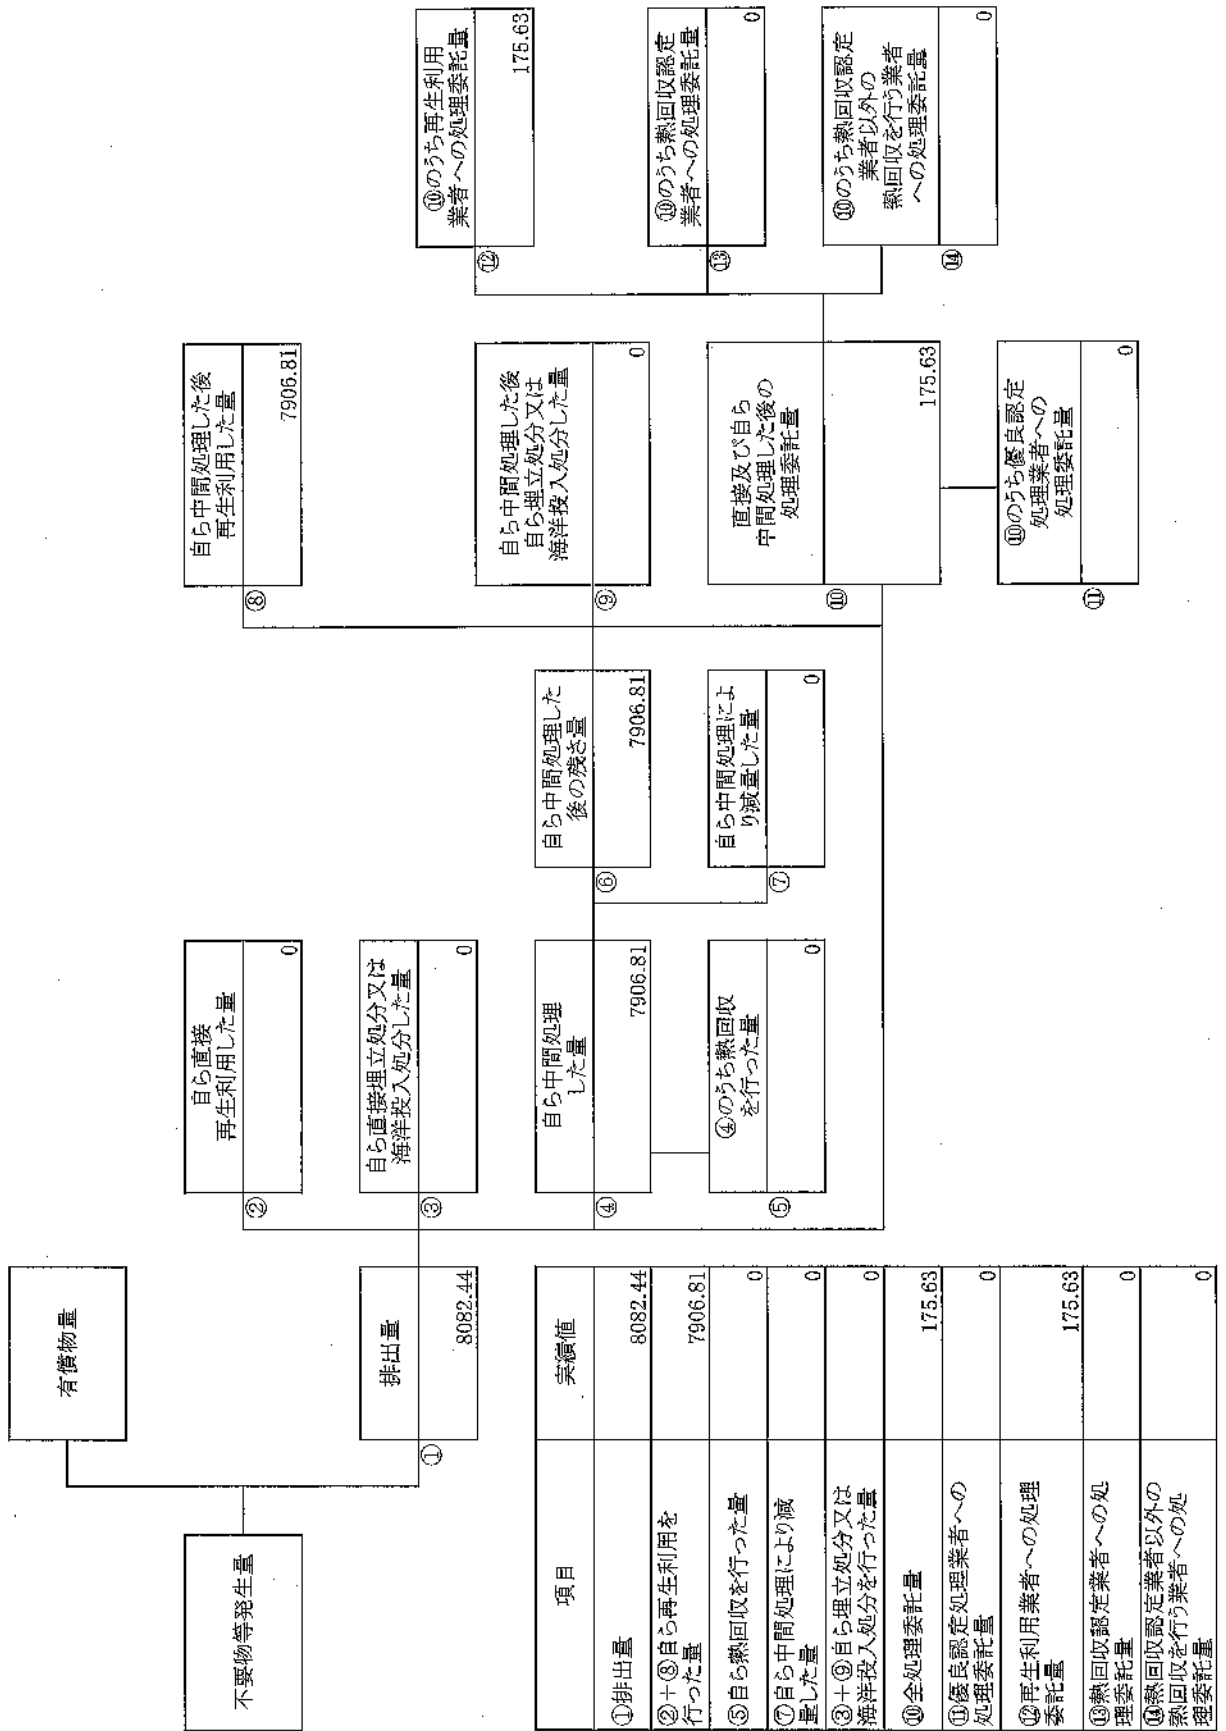 不要物等発生量
有償物量
排出量
①
8082.44
自ら直接
再生利用した量
②
0
自ら直接埋立処分又は
海洋投入処分した量
③
0
自ら中間処理
した量
④
7906.81
④のうち熱回収
を行った量
⑤
0
自ら中間処理した
後の残さ量
⑥
7906.81
自ら中間処理によ
り減量した量
⑦
0
自ら中間処理した後
再生利用した量
⑧
7906.81
自ら中間処理した後
自ら埋立処分又は
海洋投入処分した量
⑨
0
直接及び自ら
中間処理した後の
処理委託量
⑩
175.63
⑩のうち優良認定
処理業者への
処理委託量
⑪
0
⑩のうち再生利用
業者への処理委託量
⑫
175.63
⑩のうち熱回収認定
業者への処理委託量
⑬
0
⑩のうち熱回収認定
業者以外の
熱回収を行う業者
への処理委託量
⑭
0
項目 実績値
①排出量 8082.44
②+⑧自ら再生利用を
行った量 7906.81
⑤自ら熱回収を行った量 0
⑦自ら中間処理により減
量した量 0
③+⑨自ら埋立処分又は
海洋投入処分を行った量 0
⑩全処理委託量 175.63
⑪優良認定処理業者への
処理委託量 0
⑫再生利用業者への処理
委託量 175.63
⑬熱回収認定業者への処
理委託量 0
⑭熱回収認定業者以外の
熱回収を行う業者への処
理委託量 0